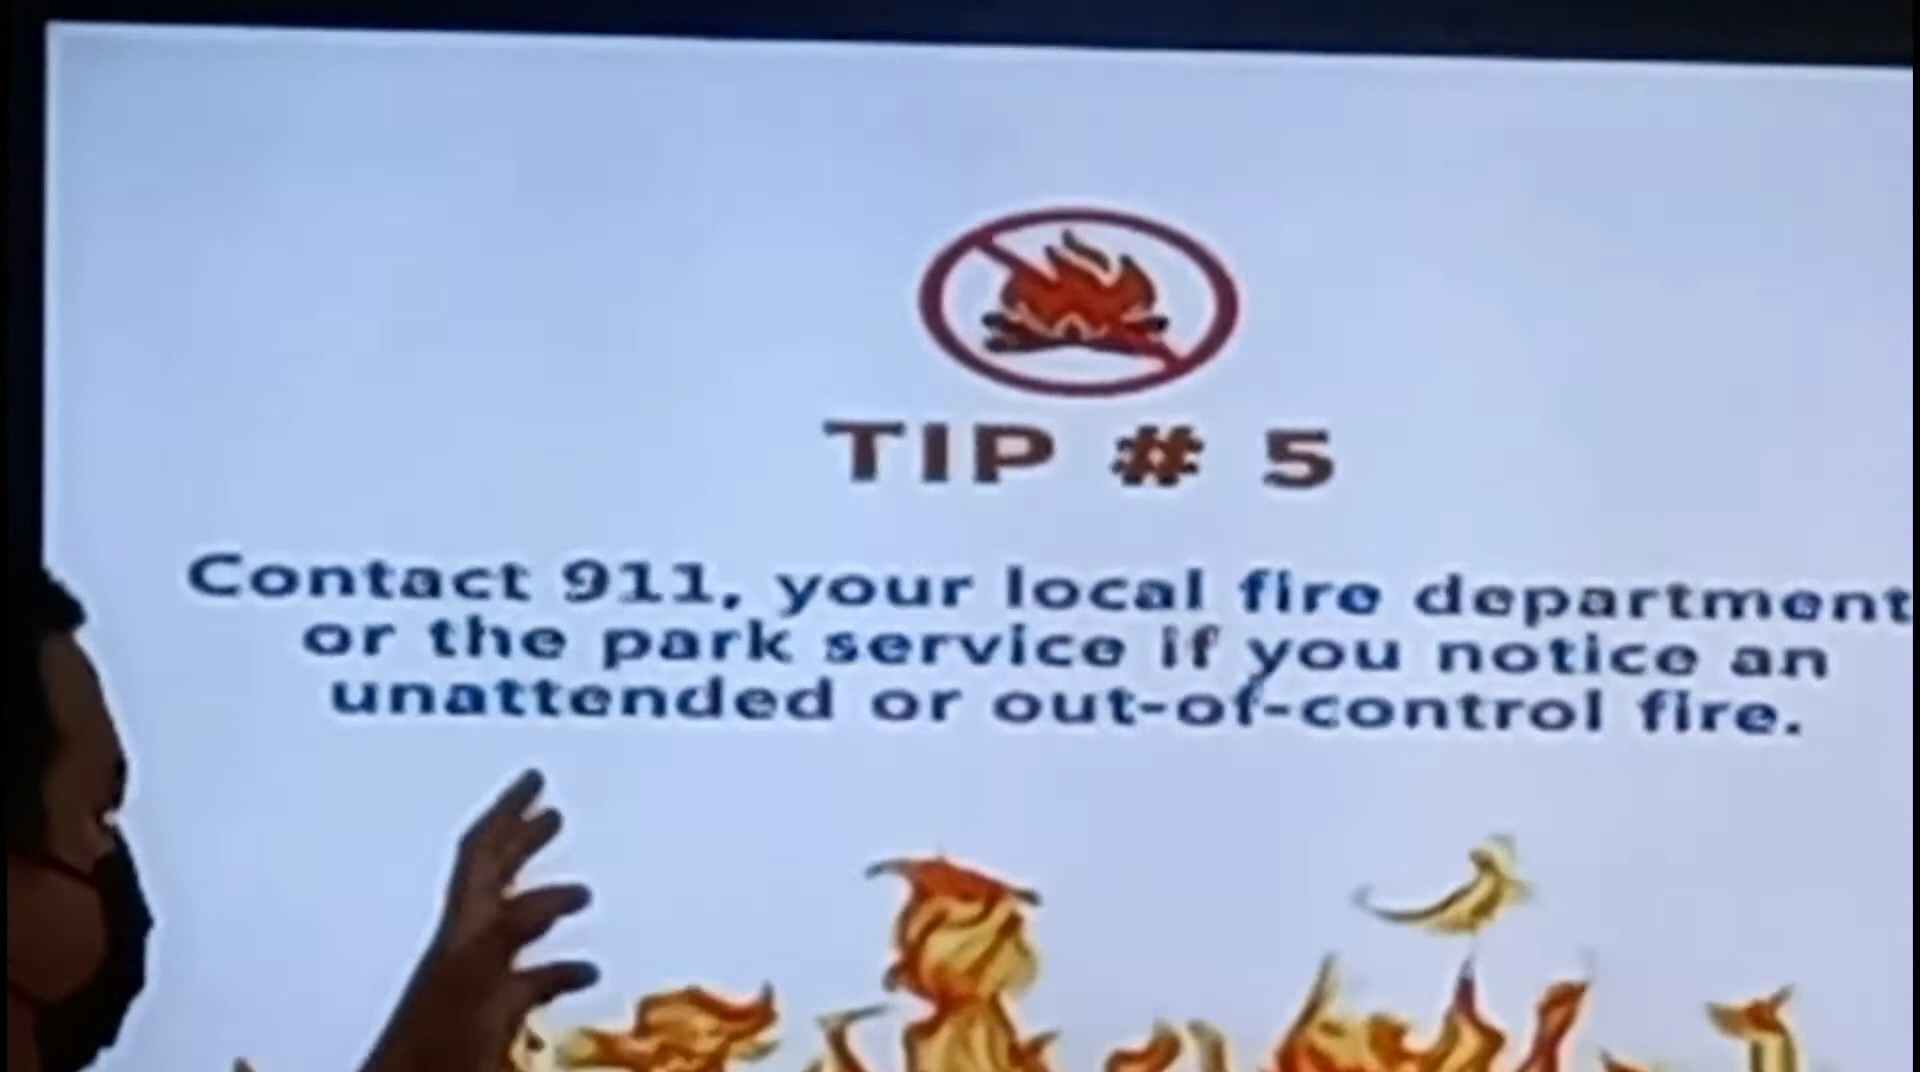 TIP # 5
Contact 911, your local fire department
or the park service if you notice an
unattended or out-of-control fire.